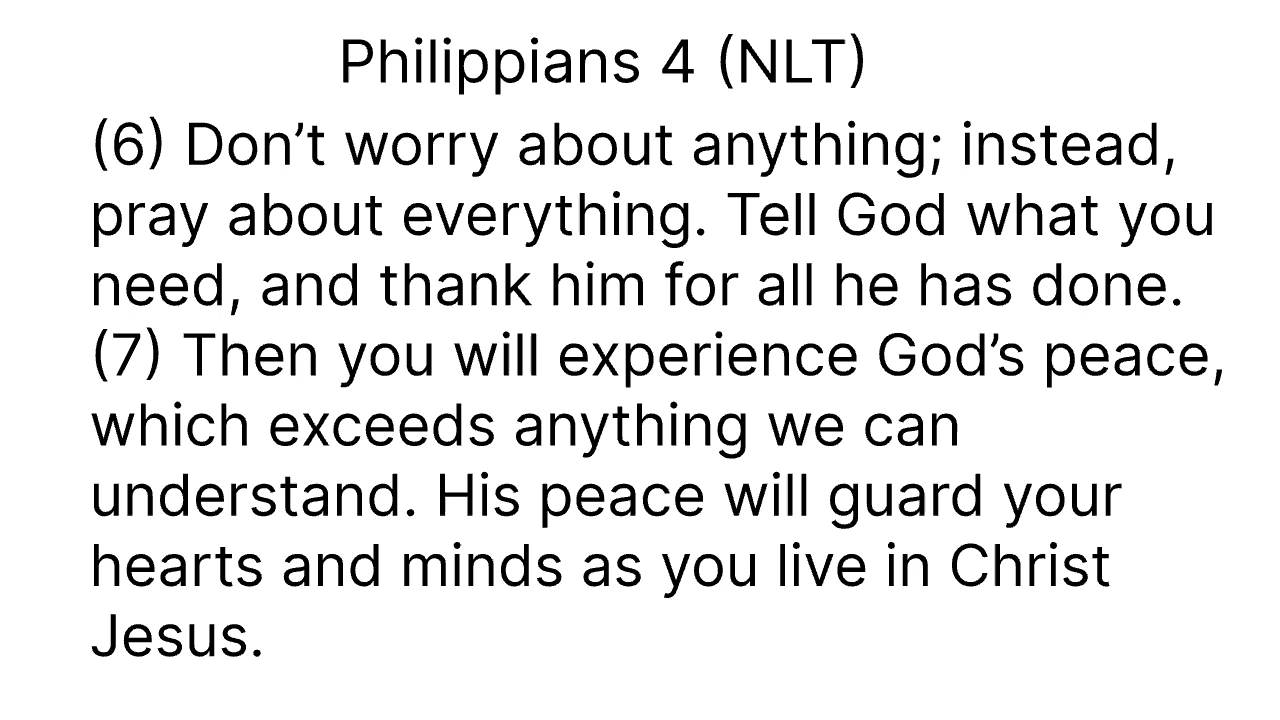 Philippians 4 (NLT)
(6) Don’t worry about anything; instead,
pray about everything. Tell God what you
need, and thank him for all he has done.
(7) Then you will experience God’s peace,
which exceeds anything we can
understand. His peace will guard your
hearts and minds as you live in Christ
Jesus.